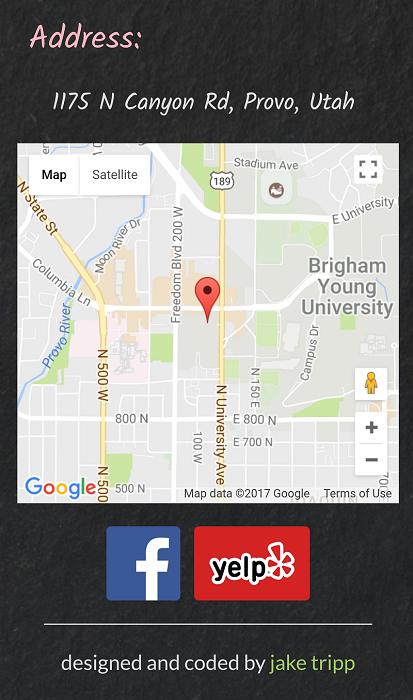 Address:
1175 N Canyon Rd, Provo, Utah
Map
Satellite
Stadium Ave
189
E University
N State St
Moon River Dr
Freedom Blvd 200 W
Columbia Ln
Brigham
Young
University
Provo River
Campus Dr
N 500 W
N University Ave
N 150 E
800 N
E 800 N
100 W
E 700 N
500 N
N 500
Google
Map data ©2017 Google
Terms of Use
f
yelp
designed and coded by jake tripp